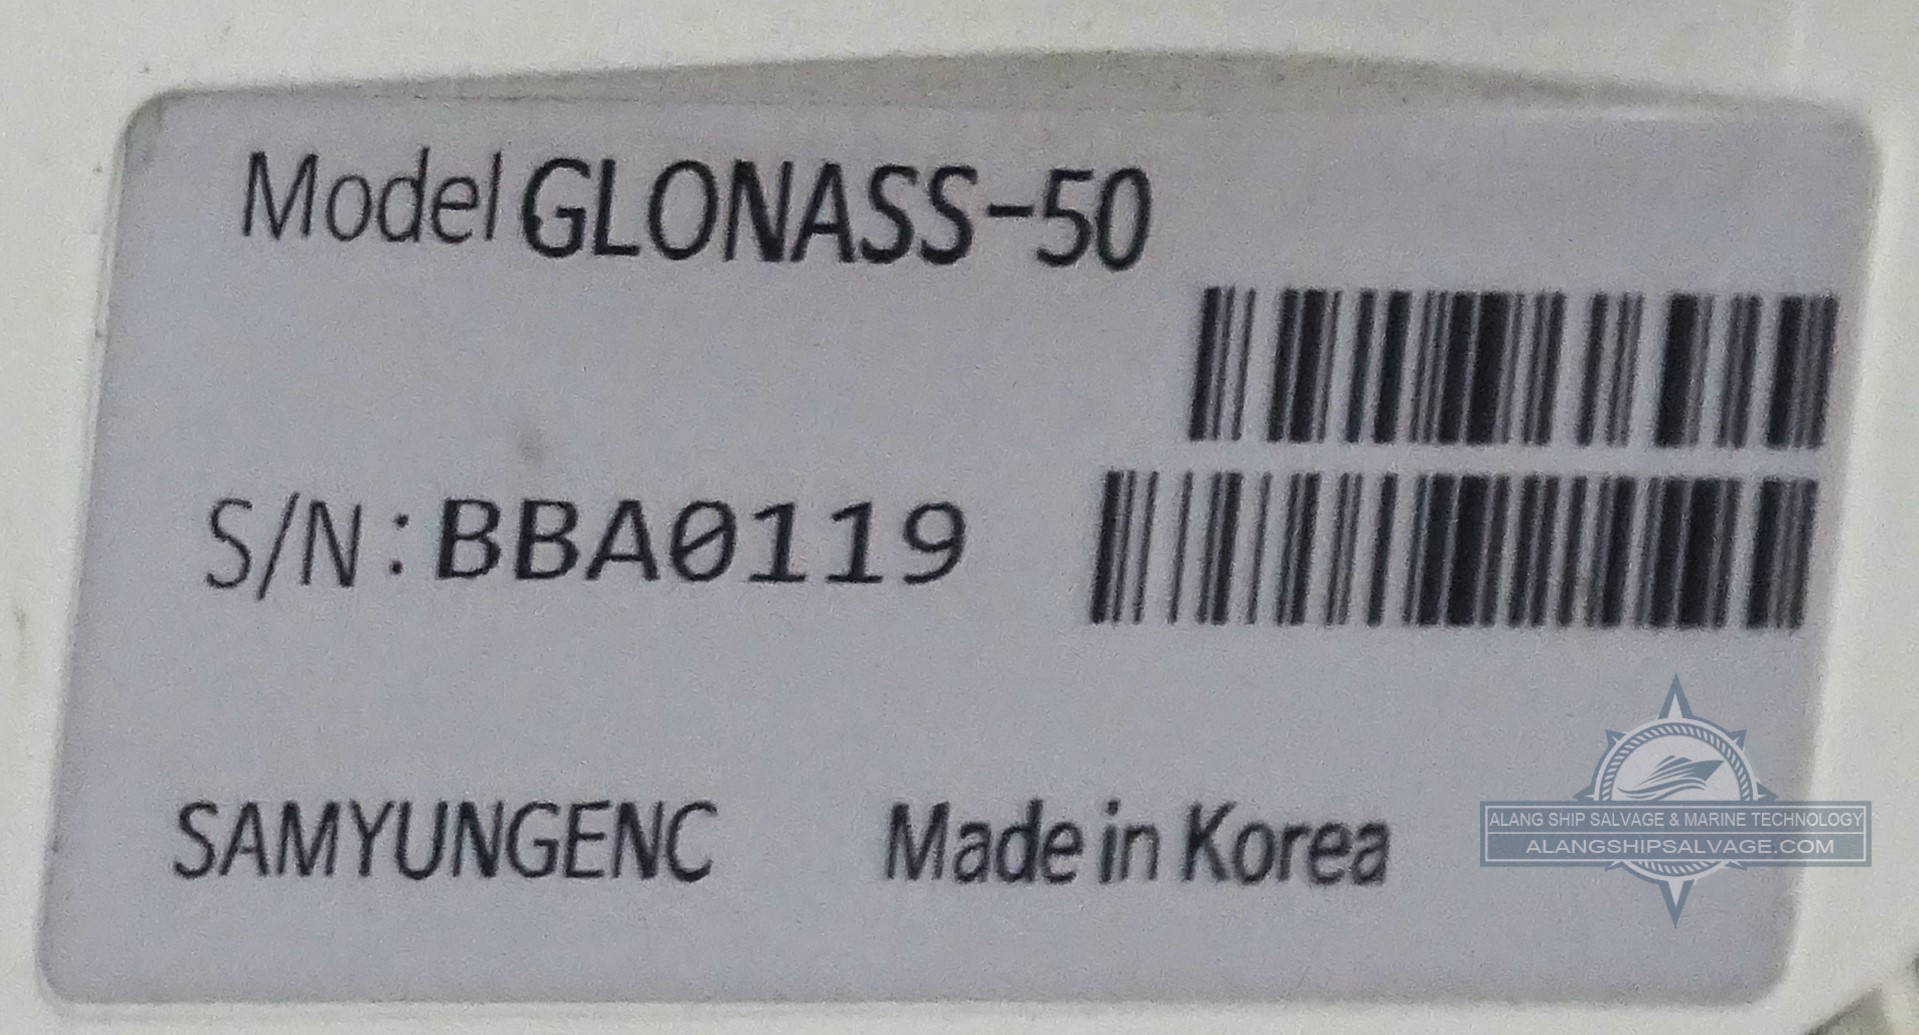 Model GLONASS-50
S/N: BBA0119
SAMYUNGENC Made in Korea
ALANG SHIP SALVAGE & MARINE TECHNOLOGY
ALANGSHIPSALVAGE.COM